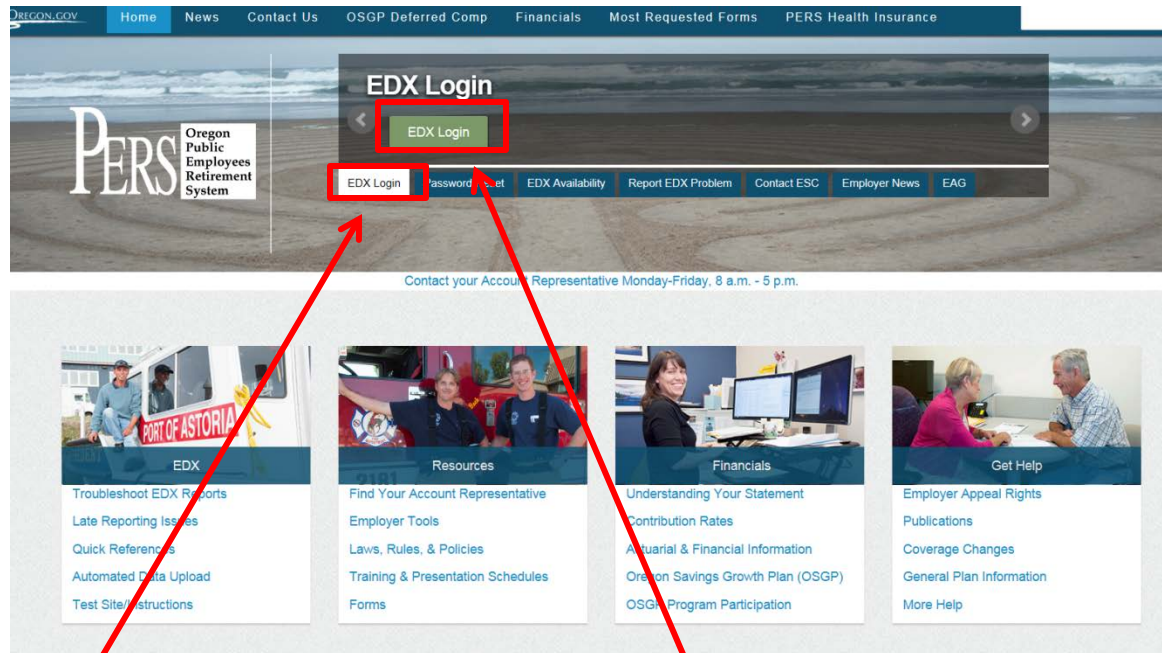 OREGON.GOV Home News Contact Us OSGP Deferred Comp Financials Most Requested Forms PERS Health Insurance
EDX Login
EDX Login
PERS
Oregon
Public
Employees
Retirement
System
EDX Login Password Reset EDX Availability Report EDX Problem Contact ESC Employer News EAG
Contact your Account Representative Monday-Friday, 8 a.m. - 5 p.m.
PORT OF ASTORIA
EDX
Troubleshoot EDX Reports
Late Reporting Issues
Quick References
Automated Data Upload
Test Site/Instructions
2181
Resources
Find Your Account Representative
Employer Tools
Laws, Rules, & Policies
Training & Presentation Schedules
Forms
Financials
Understanding Your Statement
Contribution Rates
Actuarial & Financial Information
Oregon Savings Growth Plan (OSGP)
OSGP Program Participation
Get Help
Employer Appeal Rights
Publications
Coverage Changes
General Plan Information
More Help